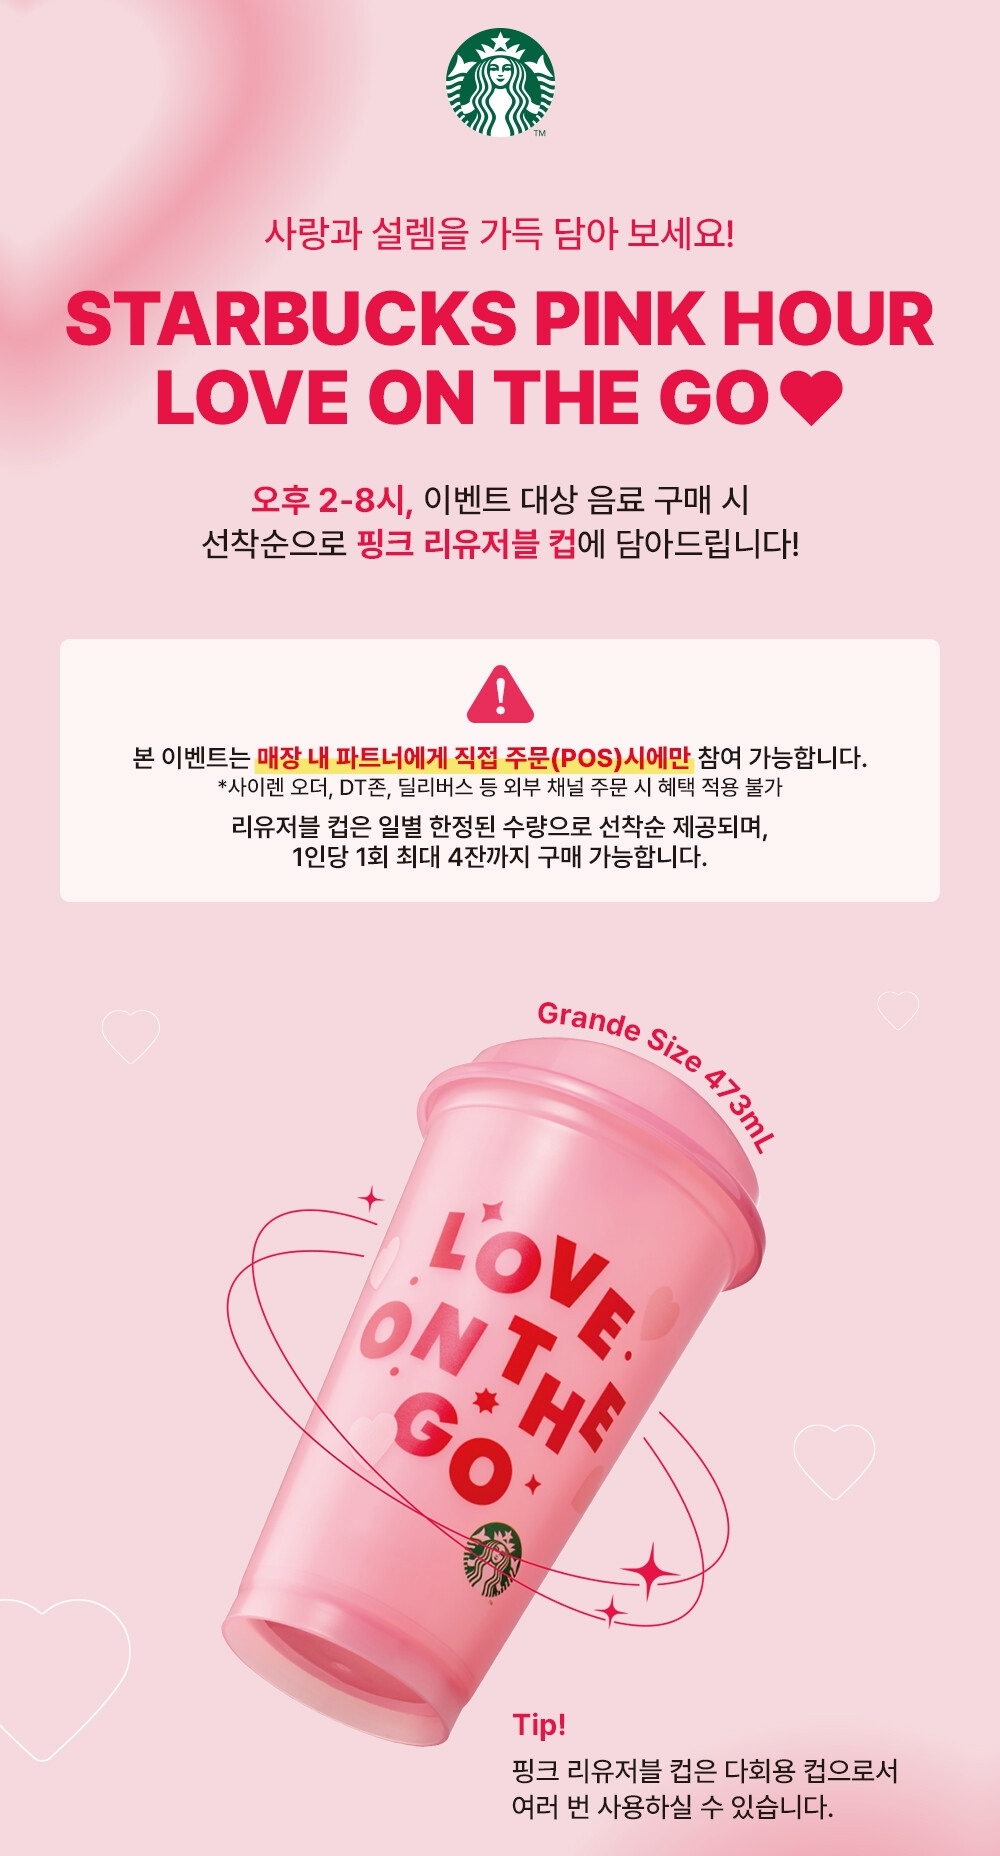 TM
사랑과 설렘을 가득 담아 보세요!
STARBUCKS PINK HOUR
LOVE ON THE GO♥
오후 2-8시, 이벤트 대상 음료 구매 시
선착순으로 핑크 리유저블 컵에 담아드립니다!
본 이벤트는 매장 내 파트너에게 직접 주문(POS)시에만 참여 가능합니다.
*사이렌 오더, DT존, 딜리버스 등 외부 채널 주문 시 혜택 적용 불가
리유저블 컵은 일별 한정된 수량으로 선착순 제공되며,
1인당 1회 최대 4잔까지 구매 가능합니다.
Grande Size 473mL
LOVE
ON THE
GO
Tip!
핑크 리유저블 컵은 다회용 컵으로서
여러 번 사용하실 수 있습니다.